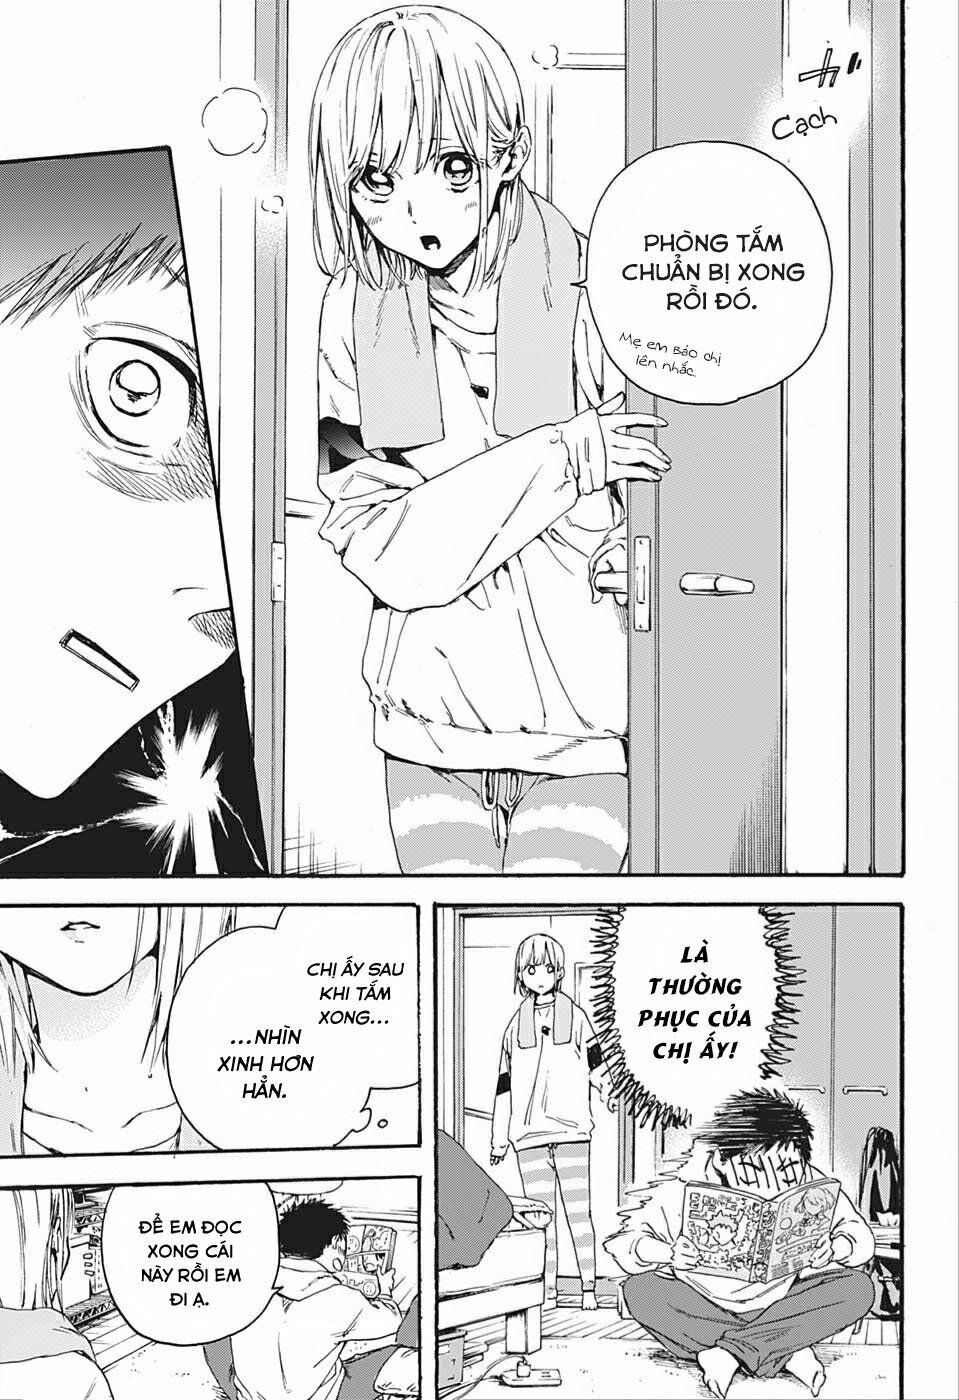 ガチャ
Cạch
PHÒNG TẮM
CHUẨN BỊ XONG
RỒI ĐÓ.
Mẹ em bảo chị
lên nhắc.
LÀ
THƯỜNG
PHỤC CỦA
CHỊ ẤY!
CHỊ ẤY SAU
KHI TẮM
XONG...
...NHÌN
XINH HƠN
HẲN.
ĐỂ EM ĐỌC
XONG CÁI
NÀY RỒI EM
ĐI Ạ.